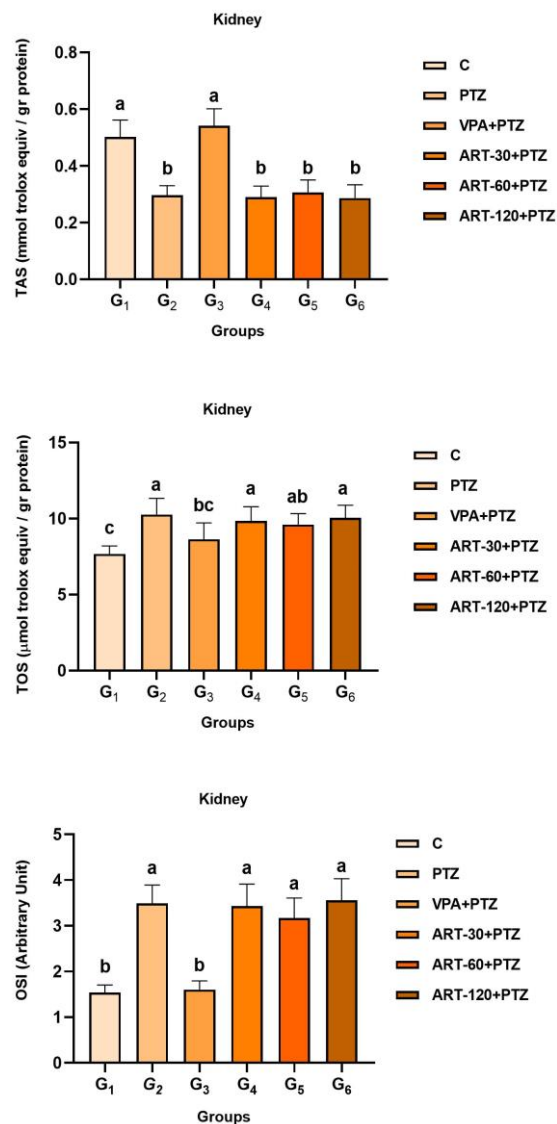 Kidney
TAS (mmol trolox equiv / gr protein)
0.8
0.6
0.4
0.2
0.0
a
b
a
b
b
b
G₁
G₂
G₃
G₄
G₅
G₆
Groups
C
PTZ
VPA+PTZ
ART-30+PTZ
ART-60+PTZ
ART-120+PTZ
Kidney
TOS (μmol trolox equiv / gr protein)
15
10
5
0
c
a
bc
a
ab
a
G₁
G₂
G₃
G₄
G₅
G₆
Groups
C
PTZ
VPA+PTZ
ART-30+PTZ
ART-60+PTZ
ART-120+PTZ
Kidney
OSI (Arbitrary Unit)
5
4
3
2
1
0
b
a
b
a
a
a
G₁
G₂
G₃
G₄
G₅
G₆
Groups
C
PTZ
VPA+PTZ
ART-30+PTZ
ART-60+PTZ
ART-120+PTZ